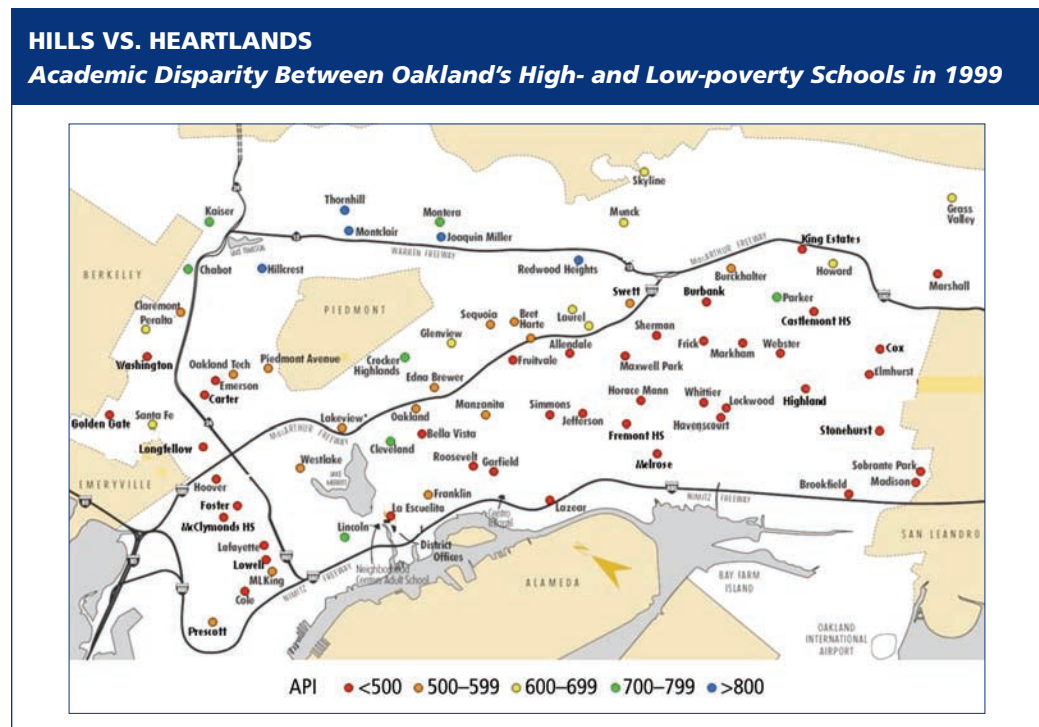 HILLS VS. HEARTLANDS
Academic Disparity Between Oakland's High- and Low-poverty Schools in 1999
Skyline
Thornhill
Kaiser
Montera
Munck
Grass
Valley
Montclair
Joaquin Miller
WARREN FREEWAY
MACARTHUR FREEWAY
King Estates
BERKELEY
Chabot
Hillcrest
Redwood Heights
Burckhalter
Howard
Marshall
Claremont
Peralta
PIEDMONT
Swett
Burbank
Parker
Castlemont HS
Sequoia
Bret
Harte
Laurel
Glenview
Sherman
Allendale
Frick
Markham
Webster
Cox
Washington
Oakland Tech
Piedmont Avenue
Crocker
Highlands
Fruitvale
Maxwell Park
Elmhurst
Emerson
Carter
Edna Brewer
Horace Mann
Whittier
Lockwood
Highland
Golden Gate
Santa Fe
Lakeview*
Oakland
Manzanita
Simmons
Jefferson
Havenscourt
Longfellow
MACARTHUR FREEWAY
Cleveland
Bella Vista
Fremont HS
Stonehurst
Westlake
LAKE
MERRITT
Roosevelt
Garfield
Melrose
Sobrante Park
Madison
EMERYVILLE
Hoover
Franklin
Brookfield
NIMITZ FREEWAY
Foster
McClymonds HS
La Escuelita
Centro
Infantil
Lazear
Lincoln
District
Offices
SAN LEANDRO
Lafayette
Lowell
MLKing
Neighborhood
Centers Adult School
ALAMEDA
BAY FARM
ISLAND
Cole
NIMITZ FREEWAY
Prescott
OAKLAND
INTERNATIONAL
AIRPORT
API <500 500–599 600–699 700–799 >800